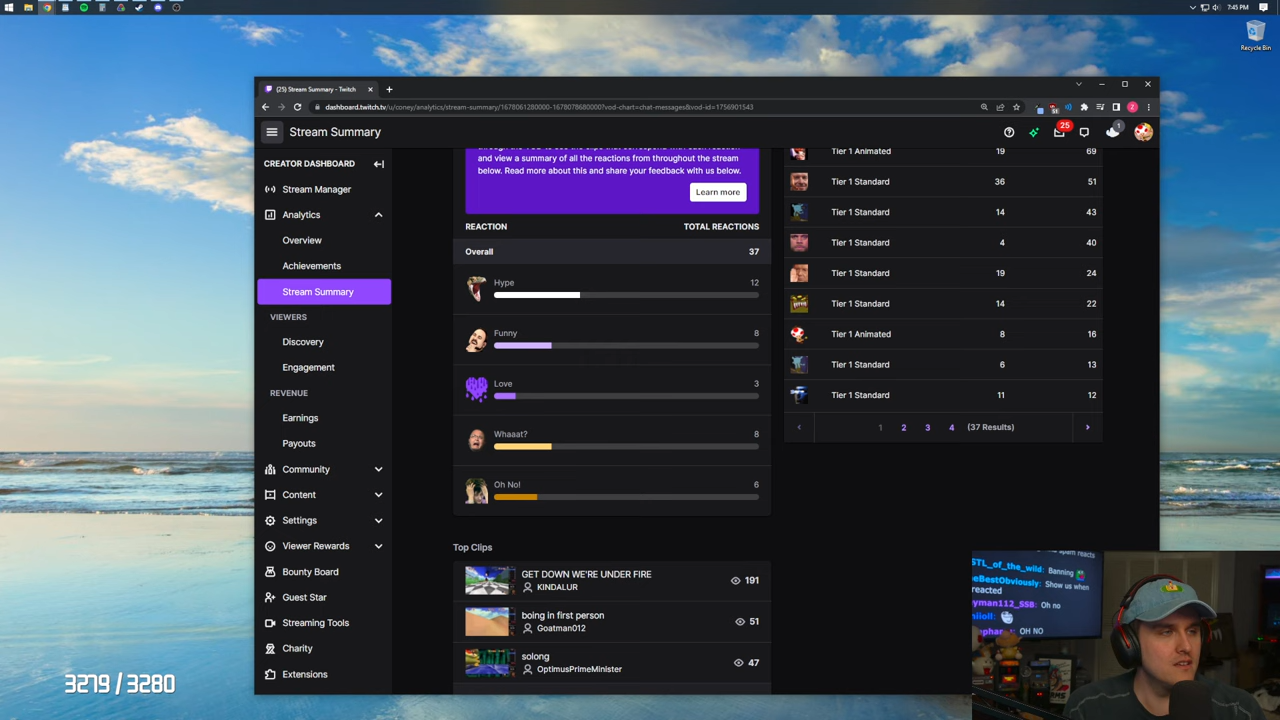 7:45 PM
Recycle Bin
(25) Stream Summary - Twitch
dashboard.twitch.tv/u/coney/analytics/stream-summary/1678061280000-1678078680000?vod-chart=chat-messages&vod-id=1756901543
Stream Summary
25
1
CREATOR DASHBOARD
Stream Manager
Analytics
Overview
Achievements
Stream Summary
VIEWERS
Discovery
Engagement
REVENUE
Earnings
Payouts
Community
Content
Settings
Viewer Rewards
Bounty Board
Guest Star
Streaming Tools
Charity
Extensions
and view a summary of all the reactions from throughout the stream
below. Read more about this and share your feedback with us below.
Learn more
REACTION TOTAL REACTIONS
Overall 37
Hype 12
Funny 8
Love 3
Whaaat? 8
Oh No! 6
Top Clips
GET DOWN WE'RE UNDER FIRE 191
KINDALUR
boing in first person 51
Goatman012
solong 47
OptimusPrimeMinister
Tier 1 Animated 19 69
Tier 1 Standard 36 51
Tier 1 Standard 14 43
Tier 1 Standard 4 40
Tier 1 Standard 19 24
Tier 1 Standard 14 22
Tier 1 Animated 8 16
Tier 1 Standard 6 13
Tier 1 Standard 11 12
1 2 3 4 (37 Results)
spam reacts
STL_of_the_wild: Banning
eBestObviously: Show us when
reacted
yman112_SSB: Oh
no
OH NO
3279 / 3280